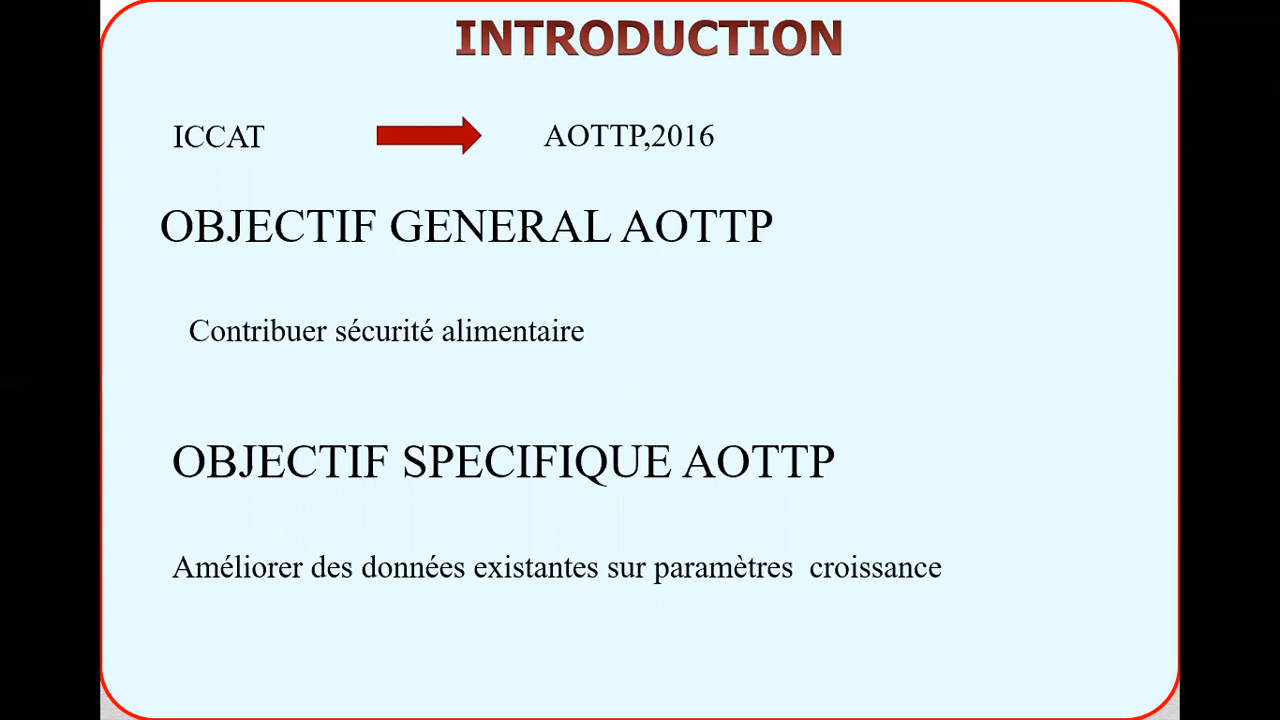 INTRODUCTION
ICCAT AOTTP,2016
OBJECTIF GENERAL AOTTP
Contribuer sécurité alimentaire
OBJECTIF SPECIFIQUE AOTTP
Améliorer des données existantes sur paramètres croissance